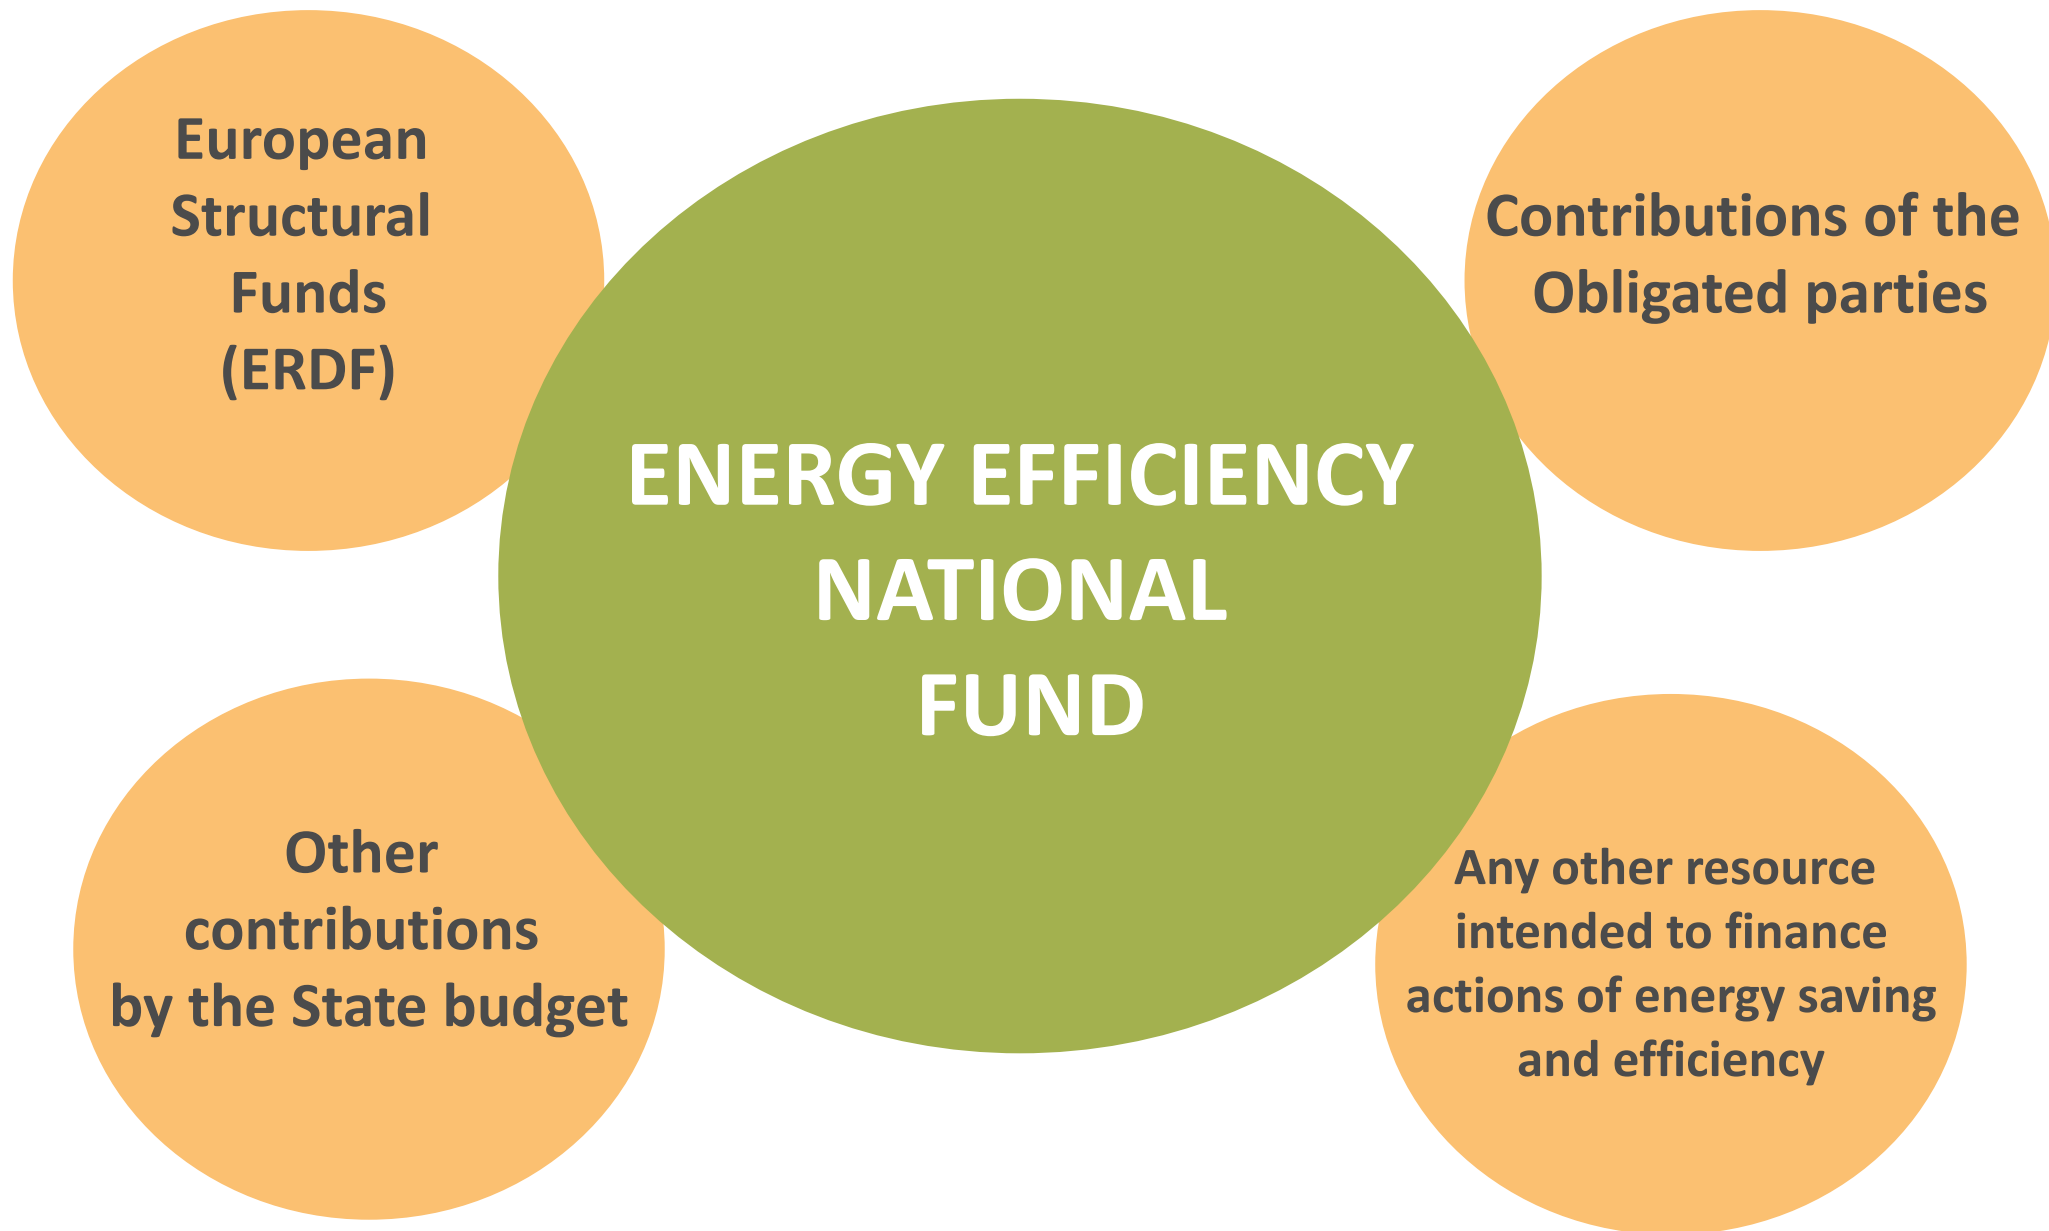 European
Structural
Funds
(ERDF)
Contributions of the
Obligated parties
ENERGY EFFICIENCY
NATIONAL
FUND
Other
contributions
by the State budget
Any other resource
intended to finance
actions of energy saving
and efficiency